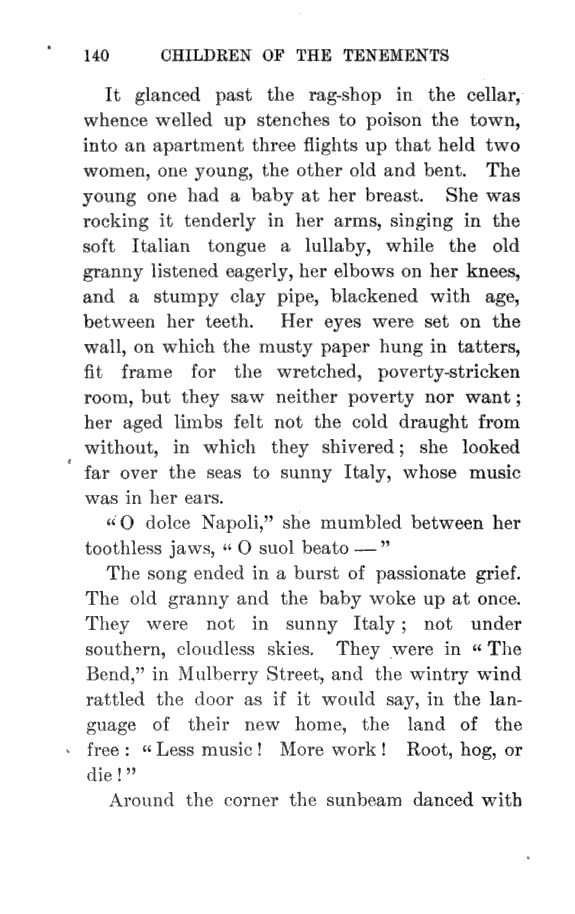 140 CHILDREN OF THE TENEMENTS
It glanced past the rag-shop in the cellar,
whence welled up stenches to poison the town,
into an apartment three flights up that held two
women, one young, the other old and bent. The
young one had a baby at her breast. She was
rocking it tenderly in her arms, singing in the
soft Italian tongue a lullaby, while the old
granny listened eagerly, her elbows on her knees,
and a stumpy clay pipe, blackened with age,
between her teeth. Her eyes were set on the
wall, on which the musty paper hung in tatters,
fit frame for the wretched, poverty-stricken
room, but they saw neither poverty nor want;
her aged limbs felt not the cold draught from
without, in which they shivered; she looked
far over the seas to sunny Italy, whose music
was in her ears.
“O dolce Napoli,” she mumbled between her
toothless jaws, “O suol beato —”
The song ended in a burst of passionate grief.
The old granny and the baby woke up at once.
They were not in sunny Italy; not under
southern, cloudless skies. They were in “The
Bend,” in Mulberry Street, and the wintry wind
rattled the door as if it would say, in the lan-
guage of their new home, the land of the
free: “Less music! More work! Root, hog, or
die!”
Around the corner the sunbeam danced with